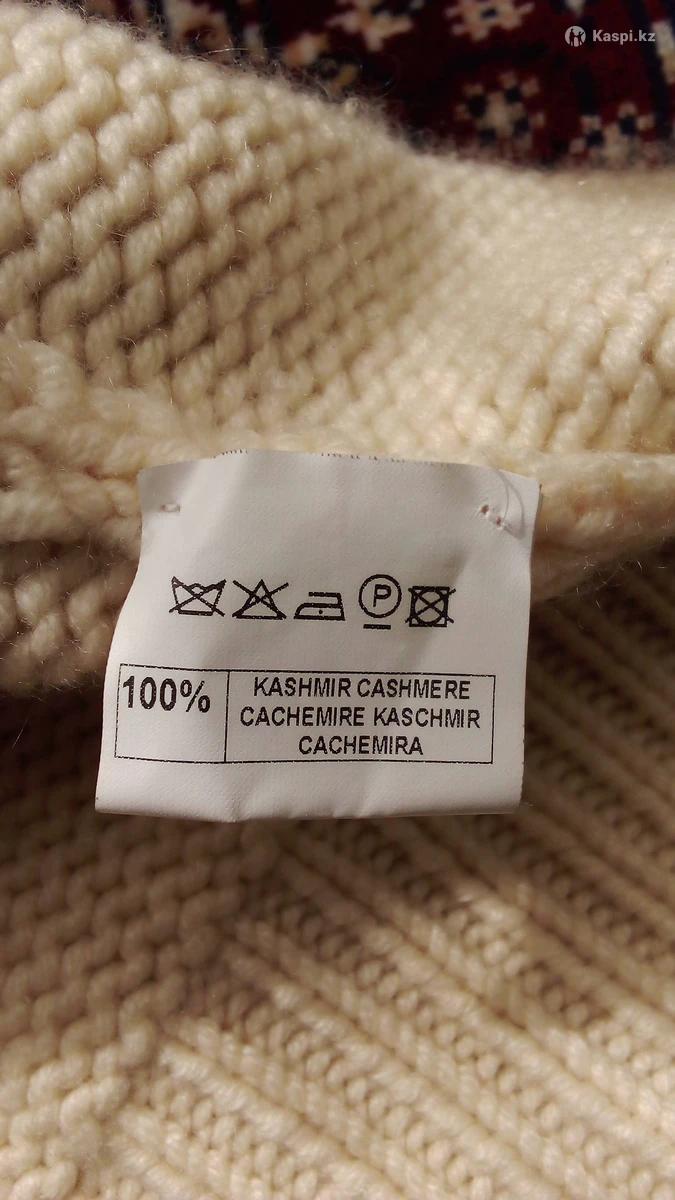 Kaspi.kz
P
100%
KASHMIR CASHMERE
CACHEMIRE KASCHMIR
CACHEMIRA